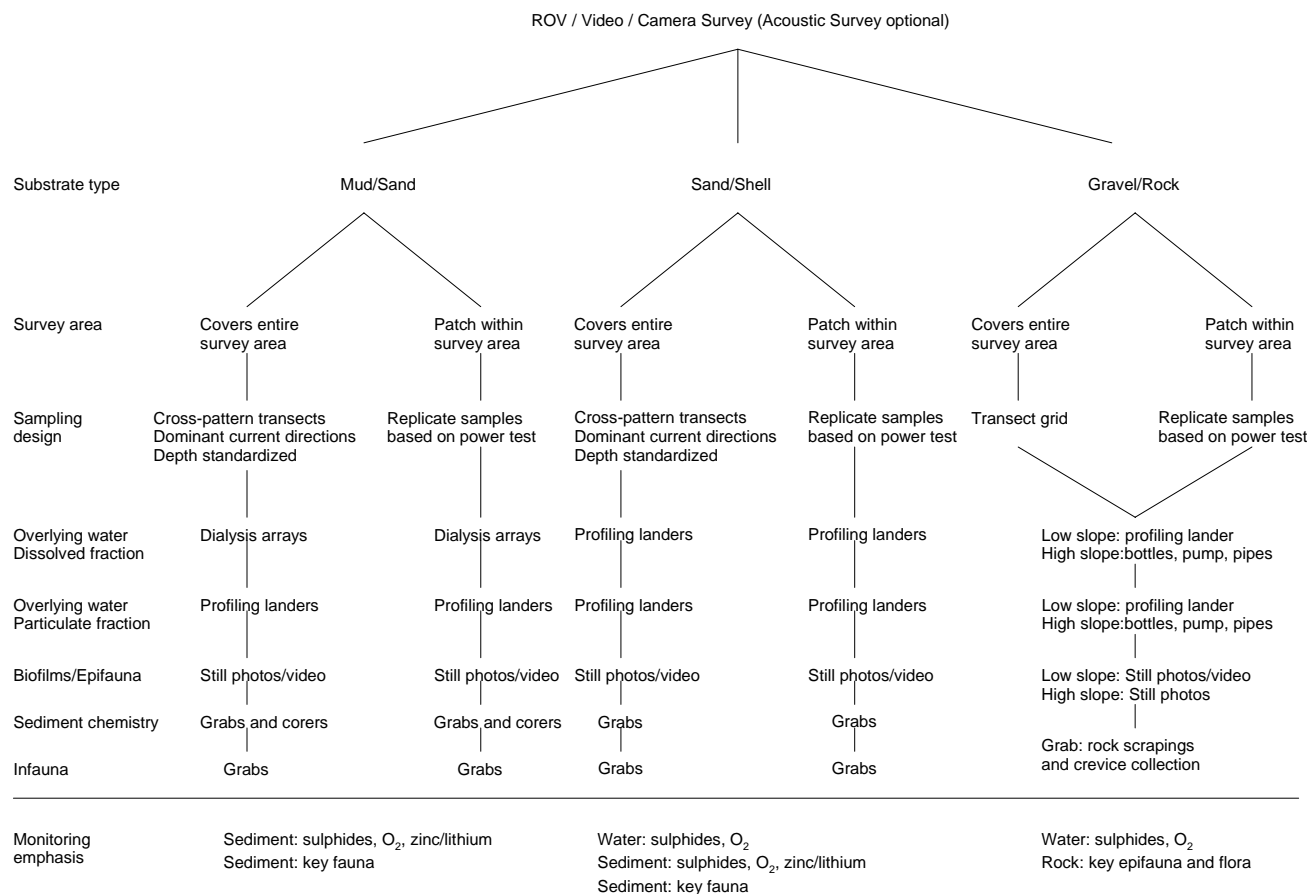 ROV / Video / Camera Survey (Acoustic Survey optional)
Substrate type
Mud/Sand
Sand/Shell
Gravel/Rock
Survey area
Covers entire
survey area
Patch within
survey area
Covers entire
survey area
Patch within
survey area
Covers entire
survey area
Patch within
survey area
Sampling
design
Cross-pattern transects
Dominant current directions
Depth standardized
Replicate samples
based on power test
Cross-pattern transects
Dominant current directions
Depth standardized
Replicate samples
based on power test
Transect grid
Replicate samples
based on power test
Overlying water
Dissolved fraction
Dialysis arrays
Dialysis arrays
Profiling landers
Profiling landers
Low slope: profiling lander
High slope:bottles, pump, pipes
Overlying water
Particulate fraction
Profiling landers
Profiling landers
Profiling landers
Profiling landers
Low slope: profiling lander
High slope:bottles, pump, pipes
Biofilms/Epifauna
Still photos/video
Still photos/video
Still photos/video
Still photos/video
Low slope: Still photos/video
High slope: Still photos
Sediment chemistry
Grabs and corers
Grabs and corers
Grabs
Grabs
Grab: rock scrapings
and crevice collection
Infauna
Grabs
Grabs
Grabs
Grabs
Monitoring
emphasis
Sediment: sulphides, O₂, zinc/lithium
Sediment: key fauna
Water: sulphides, O₂
Sediment: sulphides, O₂, zinc/lithium
Sediment: key fauna
Water: sulphides, O₂
Rock: key epifauna and flora